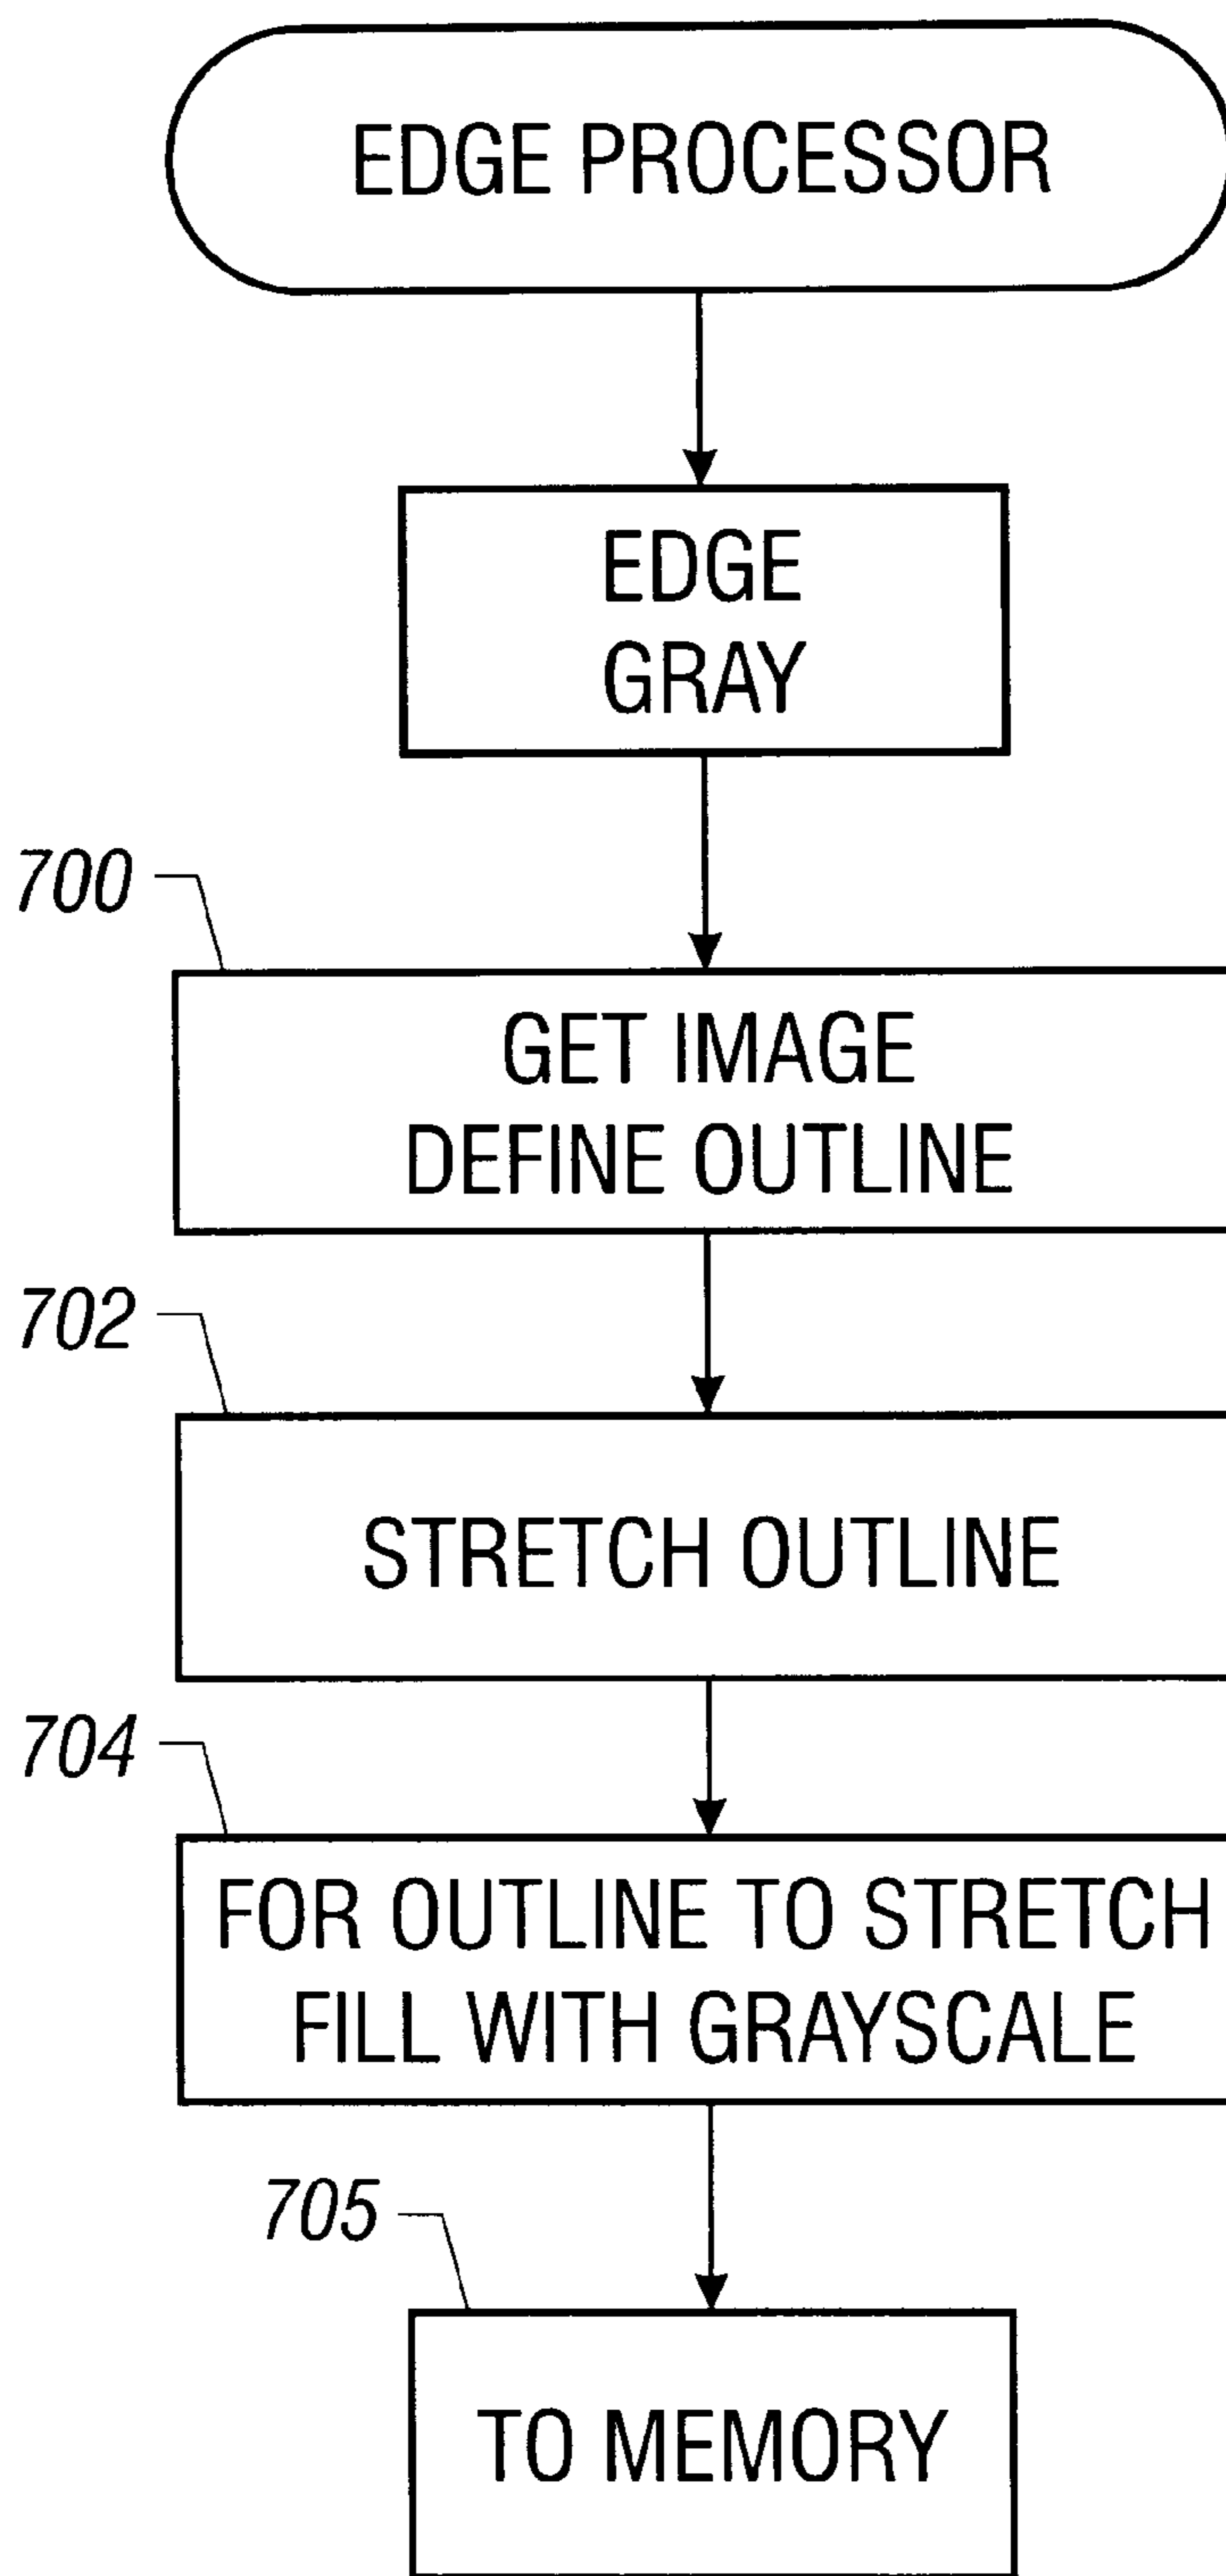 EDGE PROCESSOR
EDGE
GRAY
700
GET IMAGE
DEFINE OUTLINE
702
STRETCH OUTLINE
704
FOR OUTLINE TO STRETCH
FILL WITH GRAYSCALE
705
TO MEMORY